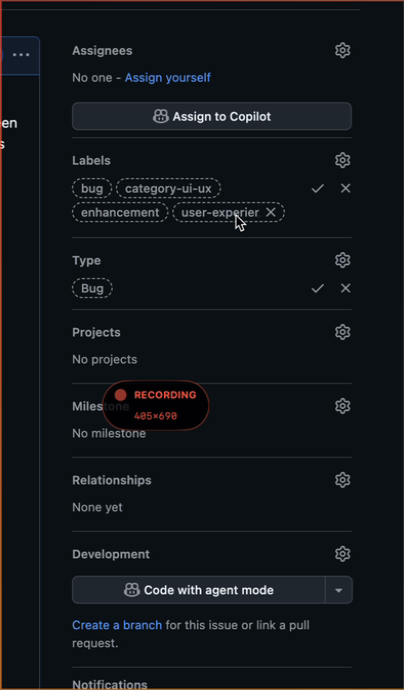 Assignees
No one - Assign yourself
en
Assign to Copilot
s
Labels
bug category-ui-ux
enhancement user-experier
Type
Bug
Projects
No projects
RECORDING
Milestone
405×690
No milestone
Relationships
None yet
Development
Code with agent mode
Create a branch for this issue or link a pull
request.
Notifications